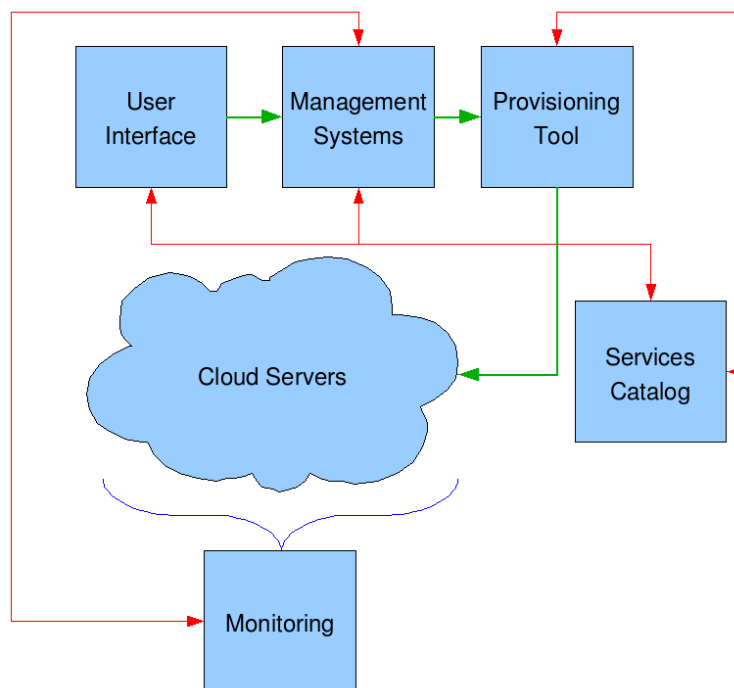 User
Interface
Management
Systems
Provisioning
Tool
Cloud Servers
Services
Catalog
Monitoring